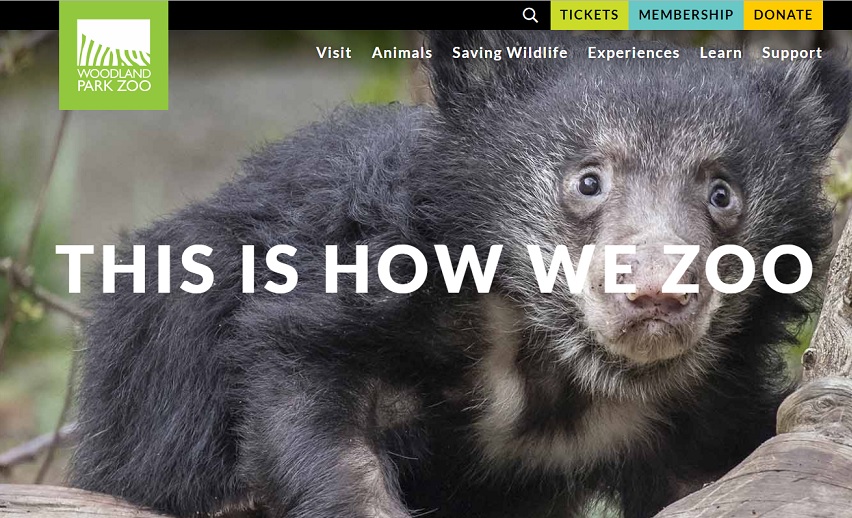 TICKETS MEMBERSHIP DONATE
WOODLAND
PARK ZOO
Visit Animals Saving Wildlife Experiences Learn Support
THIS IS HOW WE ZOO